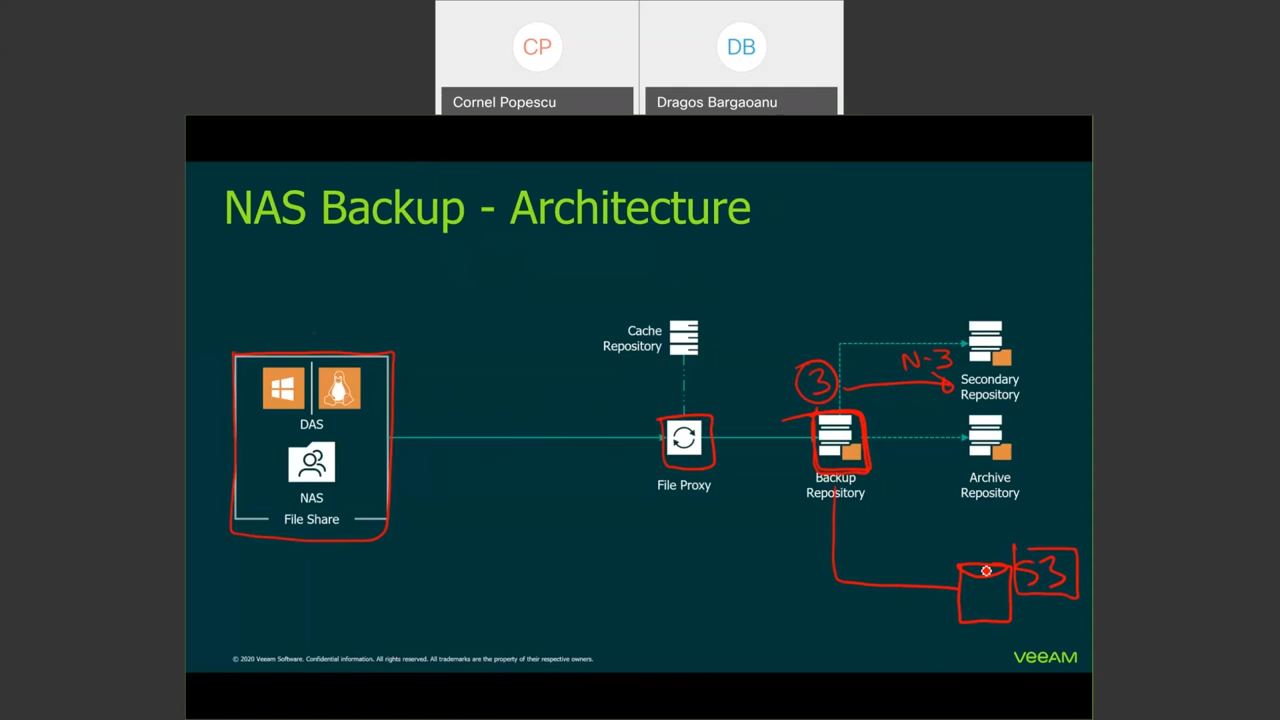 CP
DB
Cornel Popescu
Dragos Bargaoanu
NAS Backup - Architecture
Cache
Repository
DAS
NAS
File Share
File Proxy
3
N-3
Backup
Repository
Secondary
Repository
Archive
Repository
S3
© 2020 Veeam Software. Confidential information. All rights reserved. All trademarks are the property of their respective owners.
VEEAM